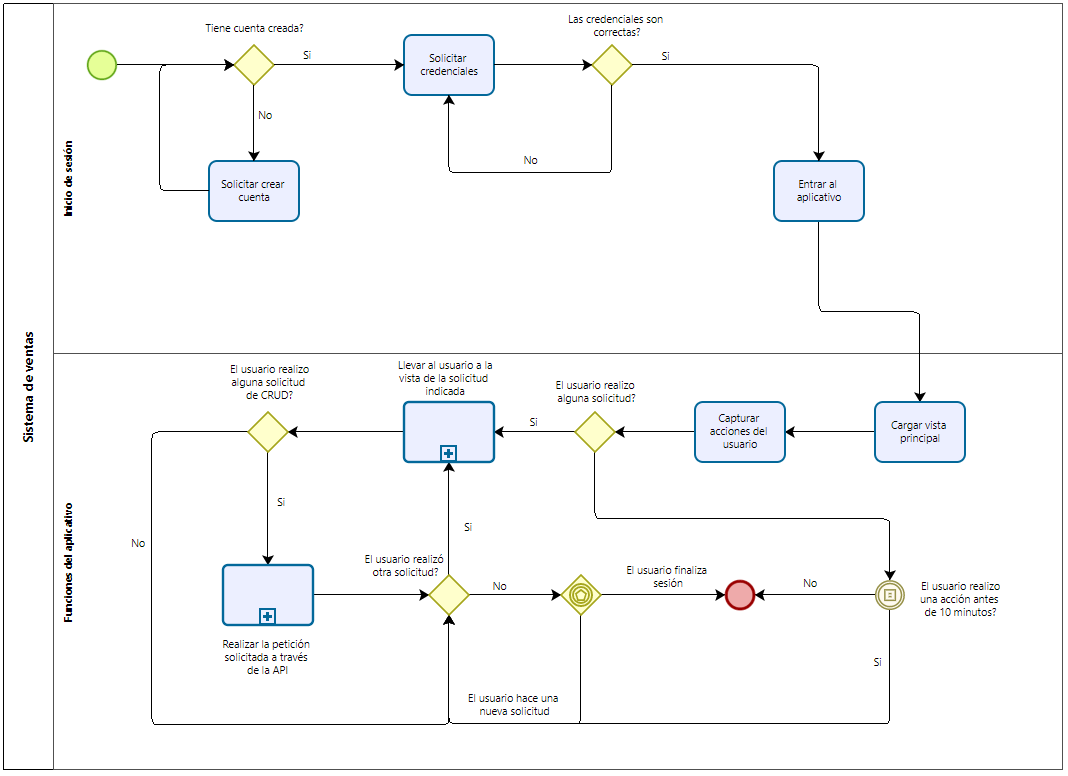 Sistema de ventas
Inicio de sesión
Tiene cuenta creada?
Si
No
Solicitar crear
cuenta
Solicitar
credenciales
Las credenciales son
correctas?
Si
No
Entrar al
aplicativo
Funciones del aplicativo
Cargar vista
principal
Capturar
acciones del
usuario
El usuario realizo
alguna solicitud?
Si
Llevar al usuario a la
vista de la solicitud
indicada
El usuario realizo
alguna solicitud
de CRUD?
Si
No
Realizar la petición
solicitada a través
de la API
El usuario realizó
otra solicitud?
Si
No
El usuario finaliza
sesión
El usuario hace una
nueva solicitud
No
El usuario realizo
una acción antes
de 10 minutos?
Si